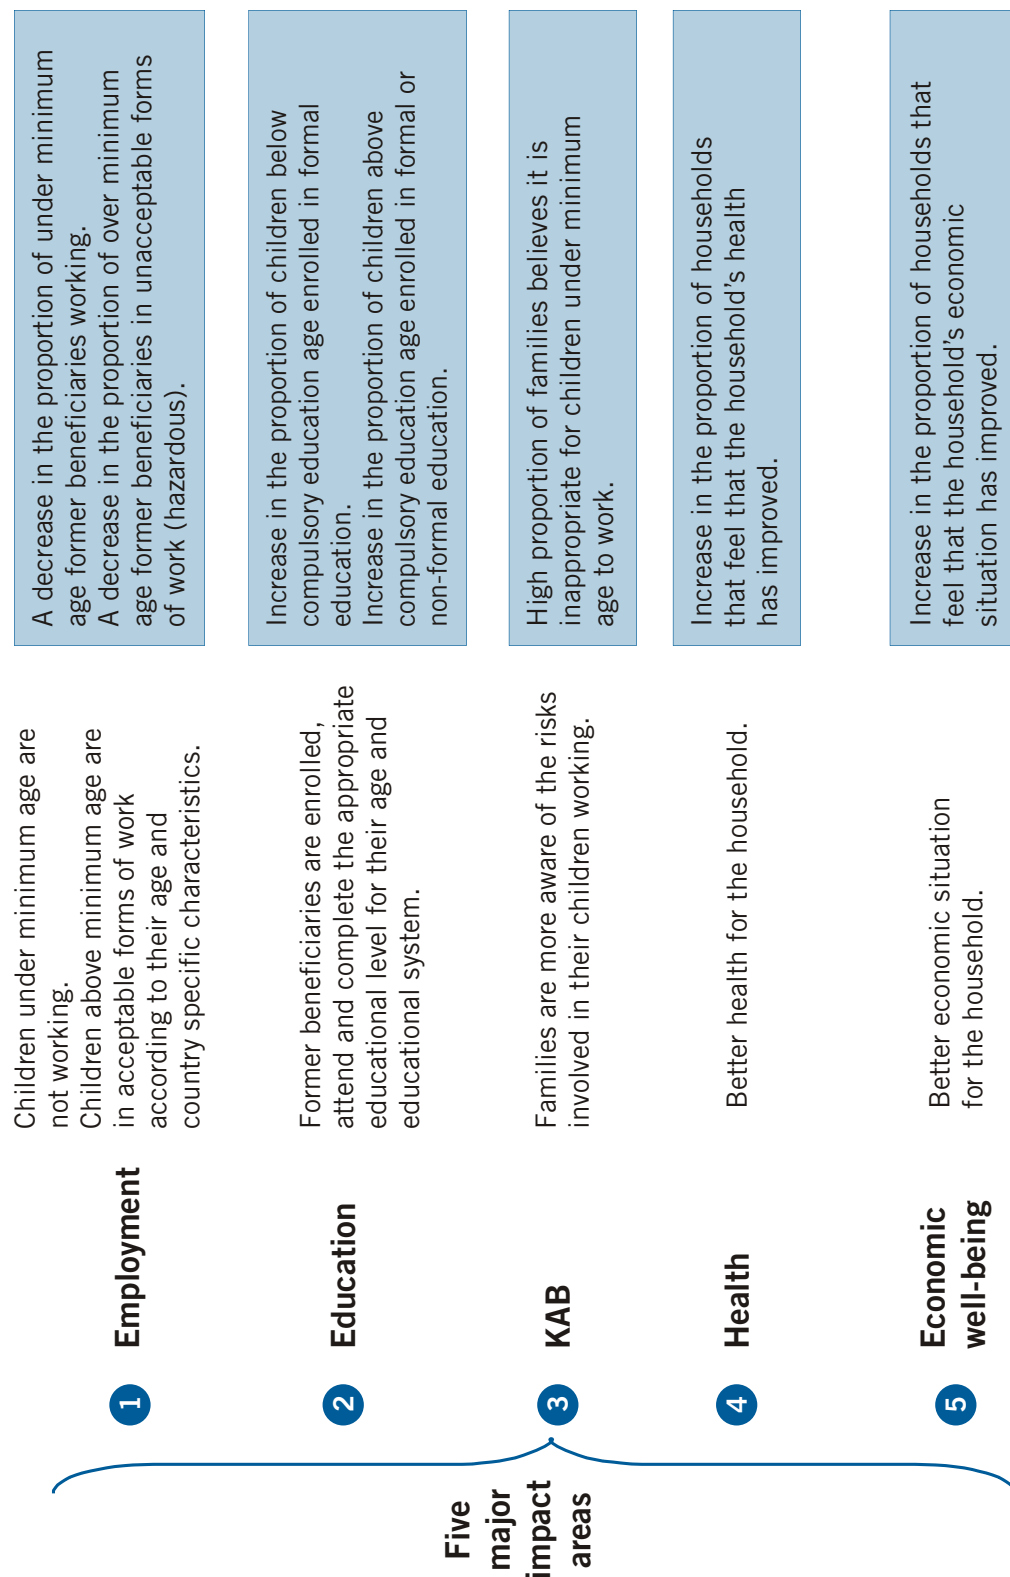 Five
major
impact
areas
1
Employment
Children under minimum age are
not working.
Children above minimum age are
in acceptable forms of work
according to their age and
country specific characteristics.
A decrease in the proportion of under minimum
age former beneficiaries working.
A decrease in the proportion of over minimum
age former beneficiaries in unacceptable forms
of work (hazardous).
2
Education
Former beneficiaries are enrolled,
attend and complete the appropriate
educational level for their age and
educational system.
Increase in the proportion of children below
compulsory education age enrolled in formal
education.
Increase in the proportion of children above
compulsory education age enrolled in formal or
non-formal education.
3
KAB
Families are more aware of the risks
involved in their children working.
High proportion of families believes it is
inappropriate for children under minimum
age to work.
4
Health
Better health for the household.
Increase in the proportion of households
that feel that the household’s health
has improved.
5
Economic
well-being
Better economic situation
for the household.
Increase in the proportion of households that
feel that the household’s economic
situation has improved.